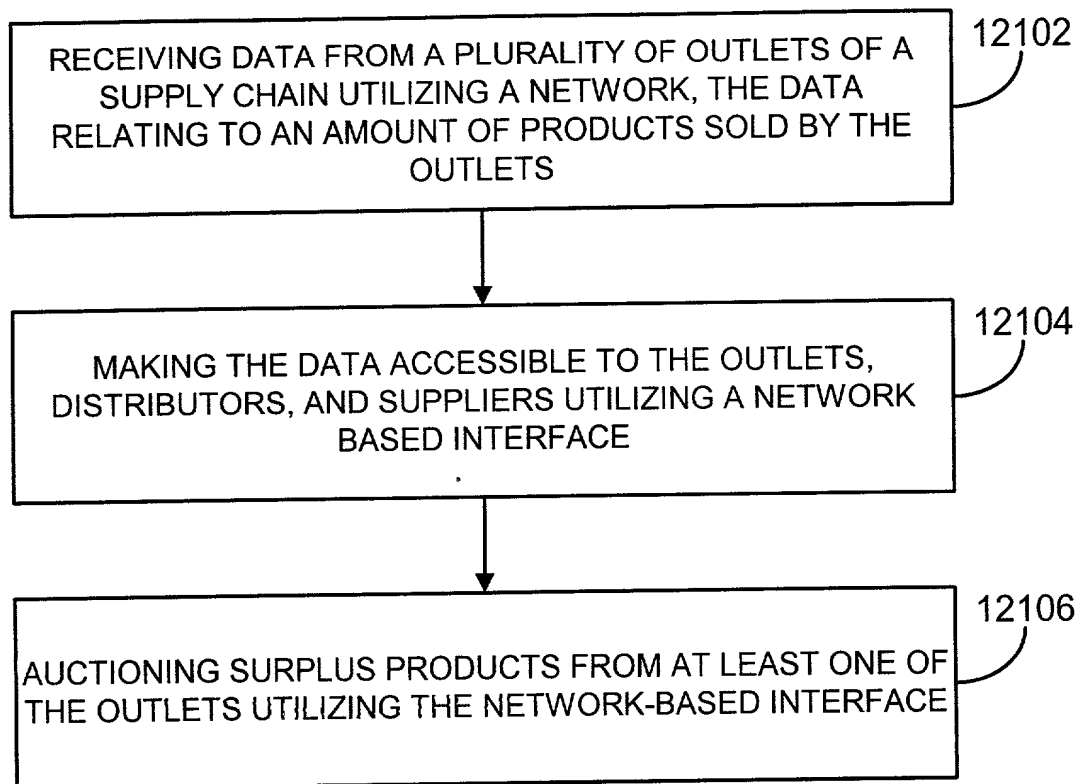 12102
RECEIVING DATA FROM A PLURALITY OF OUTLETS OF A
SUPPLY CHAIN UTILIZING A NETWORK, THE DATA
RELATING TO AN AMOUNT OF PRODUCTS SOLD BY THE
OUTLETS
12104
MAKING THE DATA ACCESSIBLE TO THE OUTLETS,
DISTRIBUTORS, AND SUPPLIERS UTILIZING A NETWORK
BASED INTERFACE
12106
AUCTIONING SURPLUS PRODUCTS FROM AT LEAST ONE OF
THE OUTLETS UTILIZING THE NETWORK-BASED INTERFACE